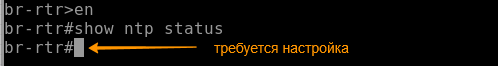 br-rtr>en
br-rtr#show ntp status
br-rtr# требуется настройка